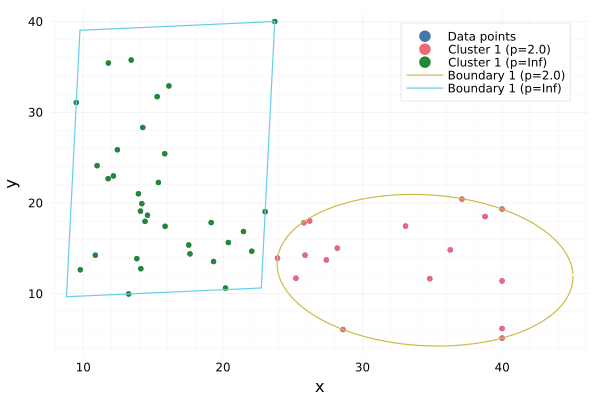 40
30
20
10
y
10
20
30
40
x
Data points
Cluster 1 (p=2.0)
Cluster 1 (p=Inf)
Boundary 1 (p=2.0)
Boundary 1 (p=Inf)